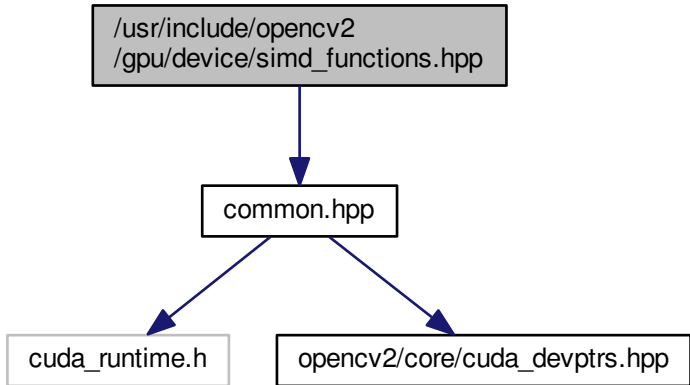 /usr/include/opencv2
/gpu/device/simd_functions.hpp
common.hpp
cuda_runtime.h
opencv2/core/cuda_devptrs.hpp